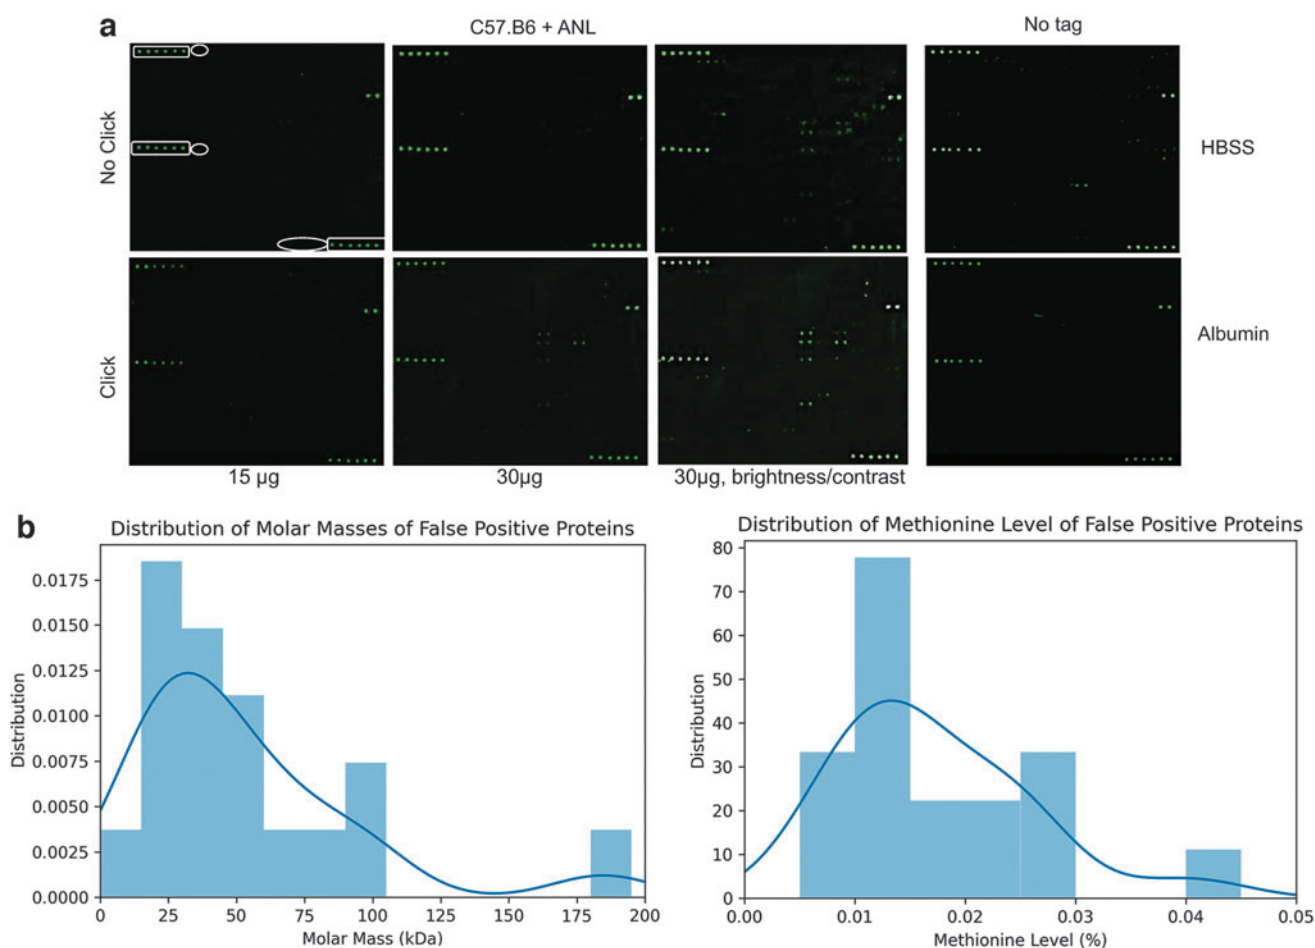 a
C57.B6 + ANL
No tag
No Click
HBSS
Click
Albumin
15 µg
30µg
30µg, brightness/contrast
b
Distribution of Molar Masses of False Positive Proteins
Distribution
0.0175
0.0150
0.0125
0.0100
0.0075
0.0050
0.0025
0.0000
0 25 50 75 100 125 150 175 200
Molar Mass (kDa)
Distribution of Methionine Level of False Positive Proteins
Distribution
80
70
60
50
40
30
20
10
0
0.00 0.01 0.02 0.03 0.04 0.05
Methionine Level (%)